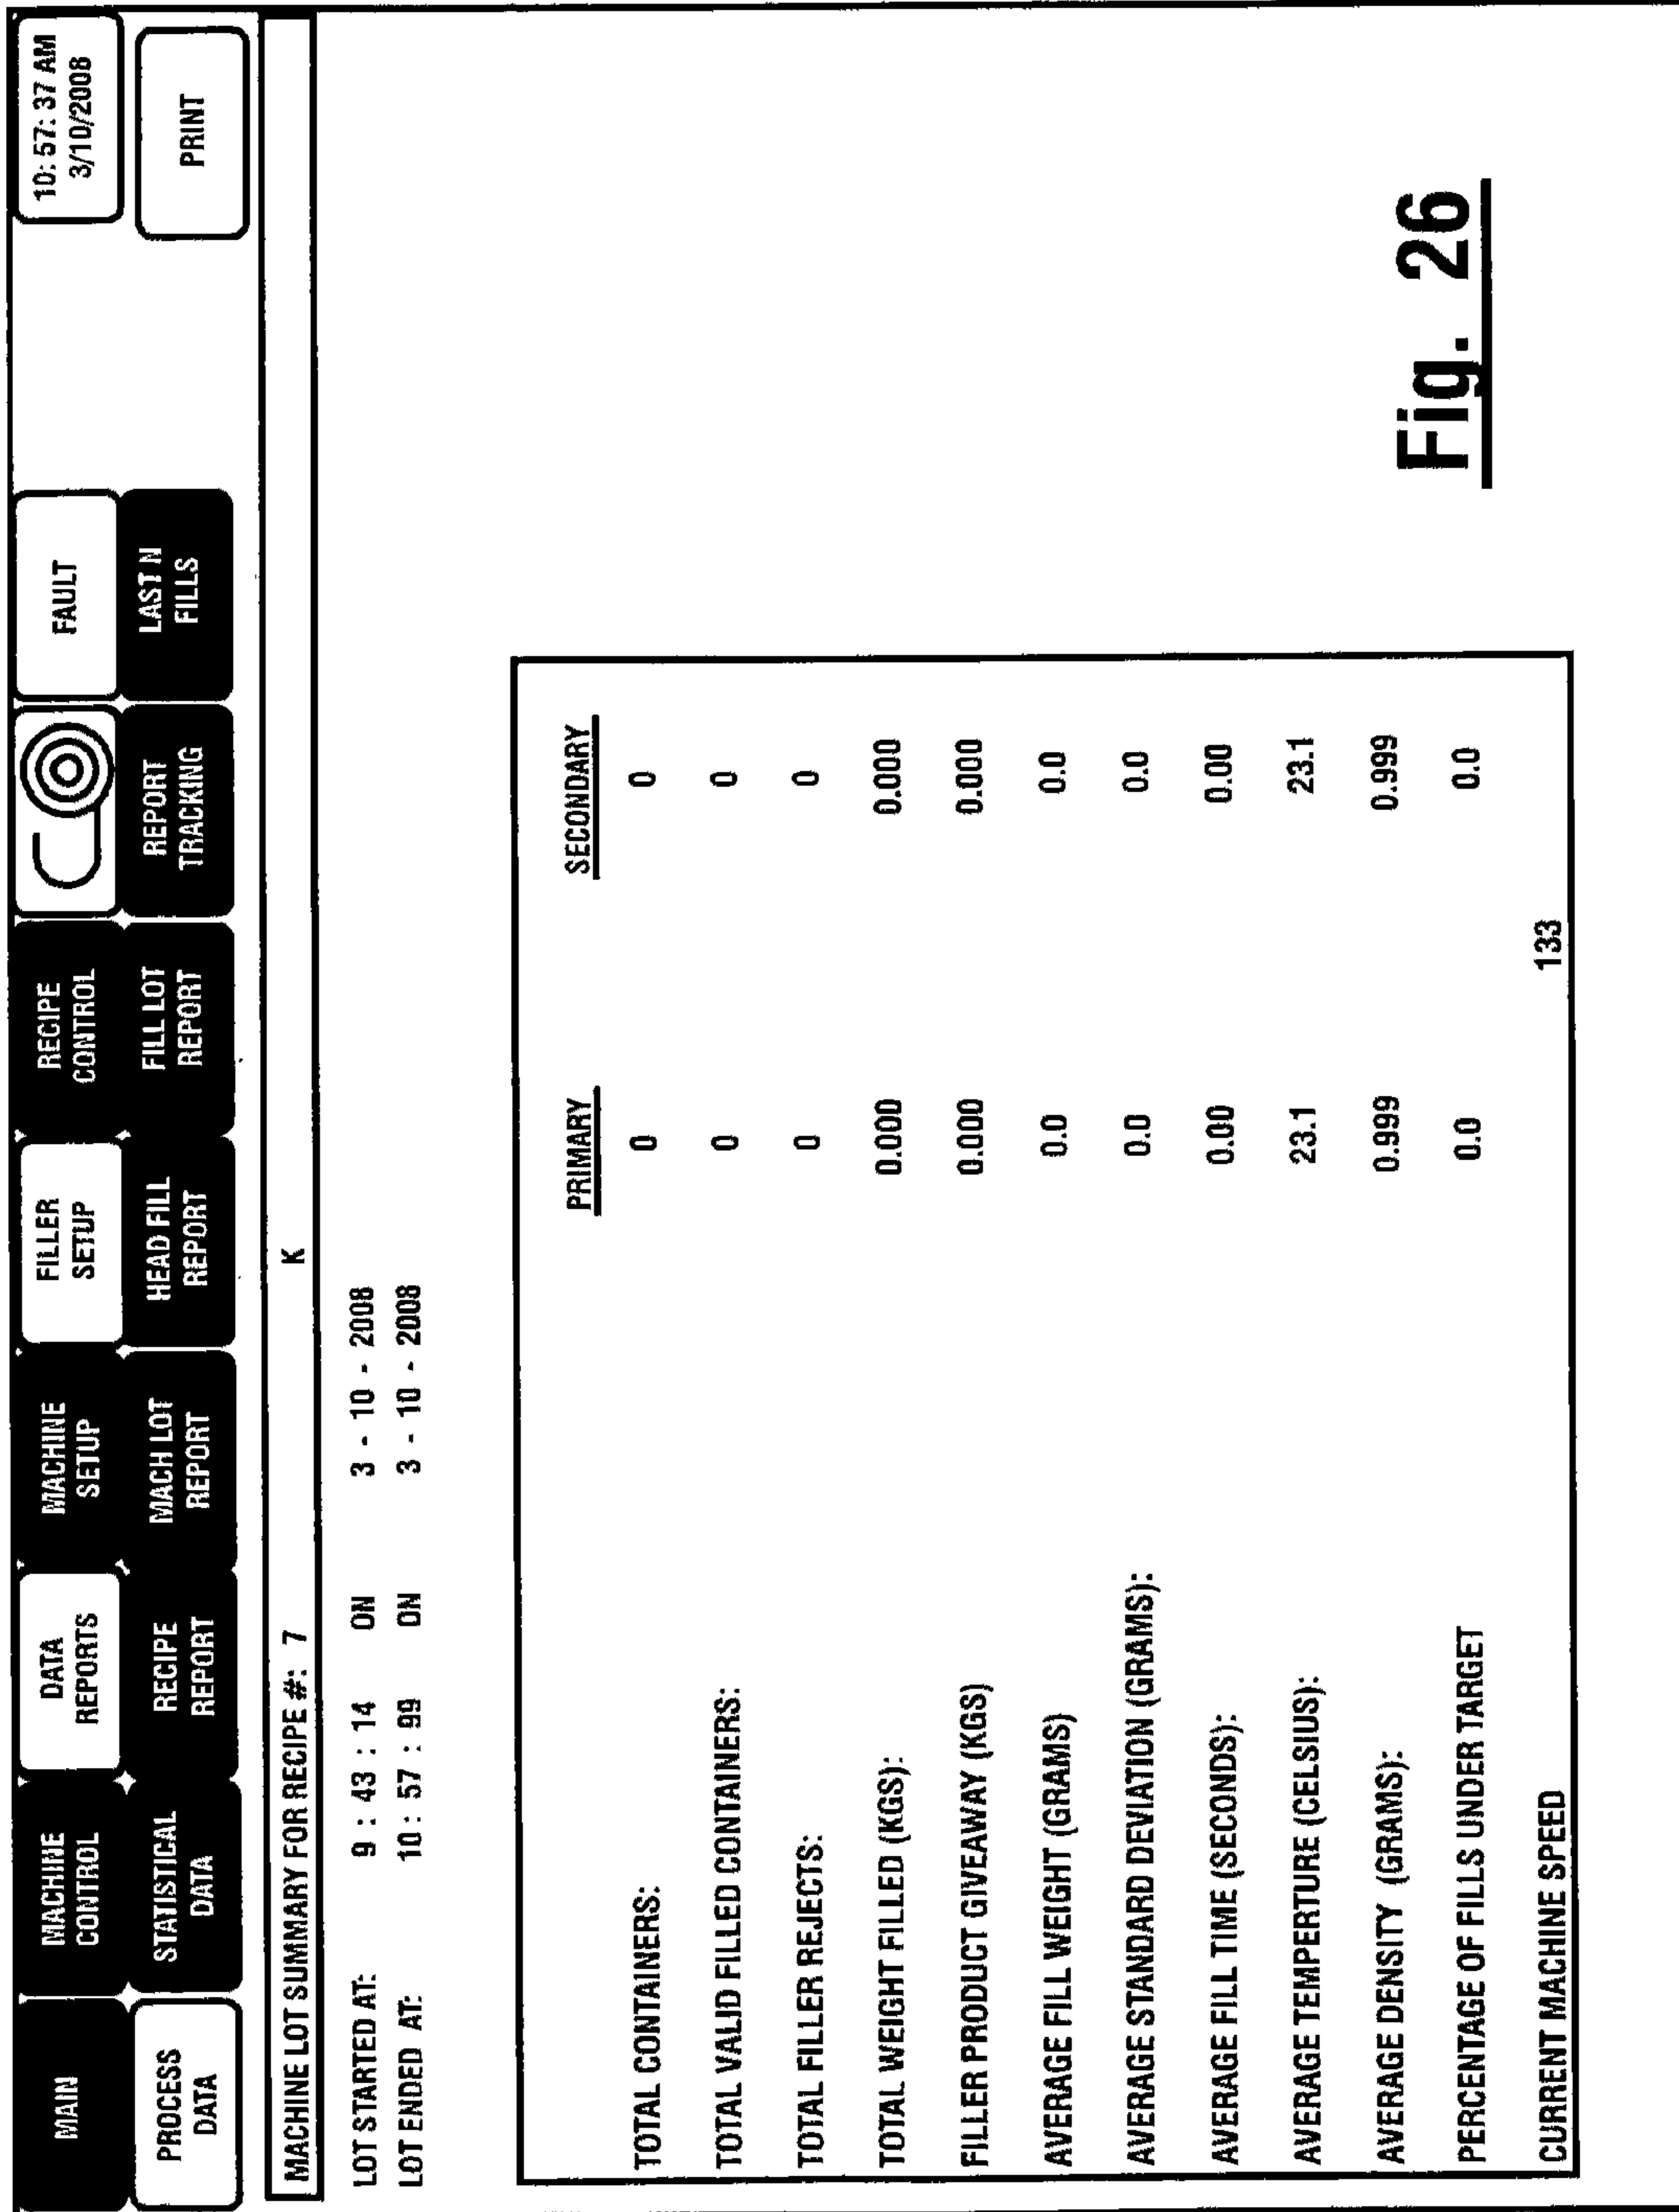 MAIN
MACHINE
CONTROL
DATA
REPORTS
MACHINE
SETUP
FILLER
SETUP
RECIPE
CONTROL
FAULT
10: 57: 37 AM
3/10/2008
PROCESS
DATA
STATISTICAL
DATA
RECIPE
REPORT
MACH LOT
REPORT
HEAD FILL
REPORT
FILL LOT
REPORT
REPORT
TRACKING
LAST N
FILLS
PRINT
MACHINE LOT SUMMARY FOR RECIPE #: 7 K
LOT STARTED AT: 9 : 43 : 14 ON 3 - 10 - 2008
LOT ENDED AT: 10 : 57 : 99 ON 3 - 10 - 2008
PRIMARY SECONDARY
TOTAL CONTAINERS: 0 0
TOTAL VALID FILLED CONTAINERS: 0 0
TOTAL FILLER REJECTS: 0 0
TOTAL WEIGHT FILLED (KGS): 0.000 0.000
FILLER PRODUCT GIVEAWAY (KGS) 0.000 0.000
AVERAGE FILL WEIGHT (GRAMS) 0.0 0.0
AVERAGE STANDARD DEVIATION (GRAMS): 0.0 0.0
AVERAGE FILL TIME (SECONDS): 0.00 0.00
AVERAGE TEMPERTURE (CELSIUS): 23.1 23.1
AVERAGE DENSITY (GRAMS): 0.999 0.999
PERCENTAGE OF FILLS UNDER TARGET 0.0 0.0
CURRENT MACHINE SPEED 133
Fig. 26